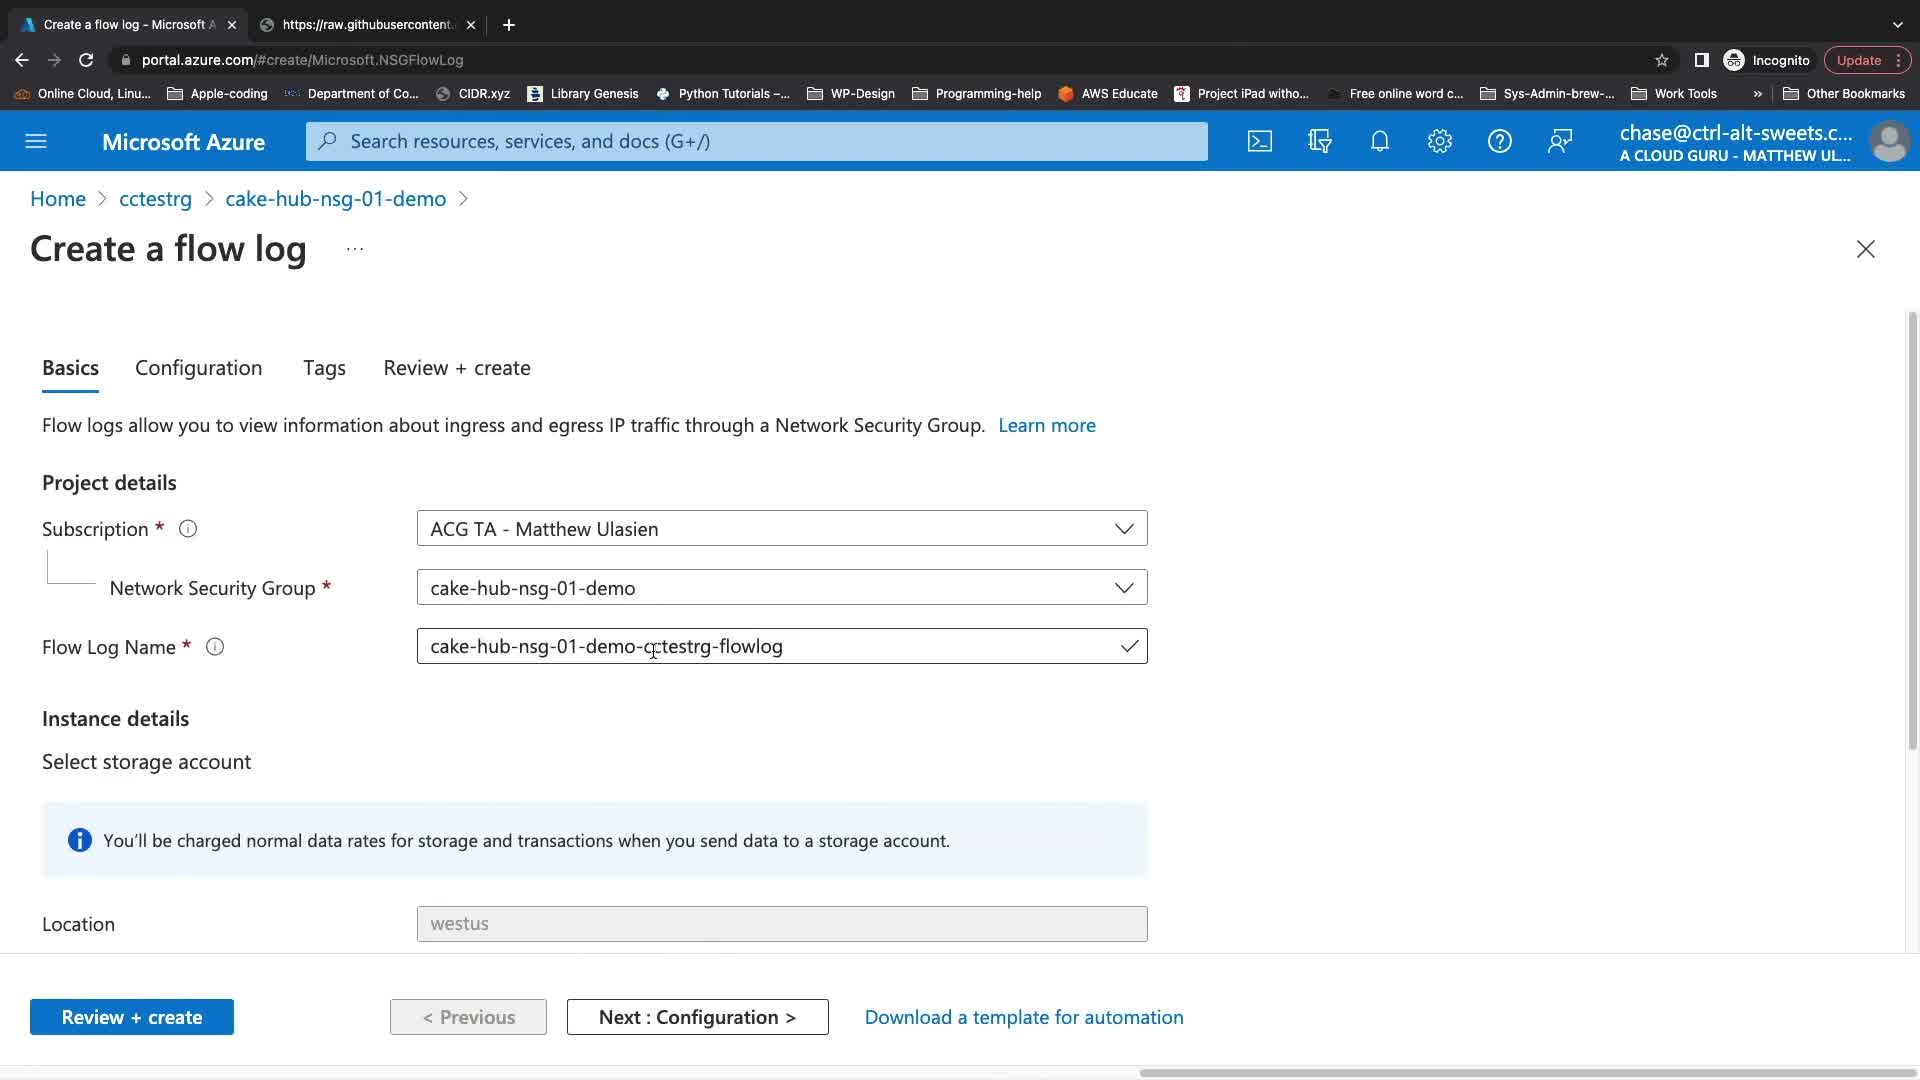 Create a flow log - Microsoft A
https://raw.githubusercontent.
portal.azure.com/#create/Microsoft.NSGFlowLog
Incognito
Update
Online Cloud, Linu...
Apple-coding
Department of Co...
CIDR.xyz
Library Genesis
Python Tutorials –...
WP-Design
Programming-help
AWS Educate
Project iPad witho...
Free online word c...
Sys-Admin-brew-...
Work Tools
»
Other Bookmarks
Microsoft Azure
Search resources, services, and docs (G+/)
chase@ctrl-alt-sweets.c...
A CLOUD GURU - MATTHEW UL...
Home > cctestrg > cake-hub-nsg-01-demo >
Create a flow log ...
Basics
Configuration
Tags
Review + create
Flow logs allow you to view information about ingress and egress IP traffic through a Network Security Group. Learn more
Project details
Subscription *
ACG TA - Matthew Ulasien
Network Security Group *
cake-hub-nsg-01-demo
Flow Log Name *
cake-hub-nsg-01-demo-cctestrg-flowlog
Instance details
Select storage account
You'll be charged normal data rates for storage and transactions when you send data to a storage account.
Location
westus
Review + create
< Previous
Next : Configuration >
Download a template for automation